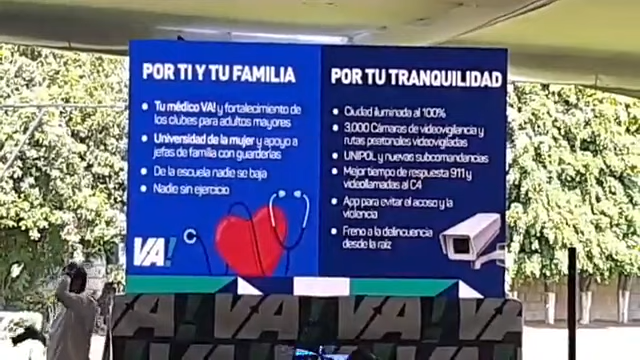 POR TI Y TU FAMILIA
• Tu médico VA! y fortalecimiento de
los clubes para adultos mayores
• Universidad de la mujer y apoyo a
jefas de familia con guarderías
• De la escuela nadie se baja
• Nadie sin ejercicio
VA!
POR TU TRANQUILIDAD
• Ciudad iluminada al 100%
• 3,000 Cámaras de videovigilancia y
rutas peatonales videovigiladas
• UNIPOL y nuevas subcomandancias
• Mejor tiempo de respuesta 911 y
videollamadas al C4
• App para evitar el acoso y la
violencia
• Freno a la delincuencia
desde la raíz
VA! VA! VA! VA!